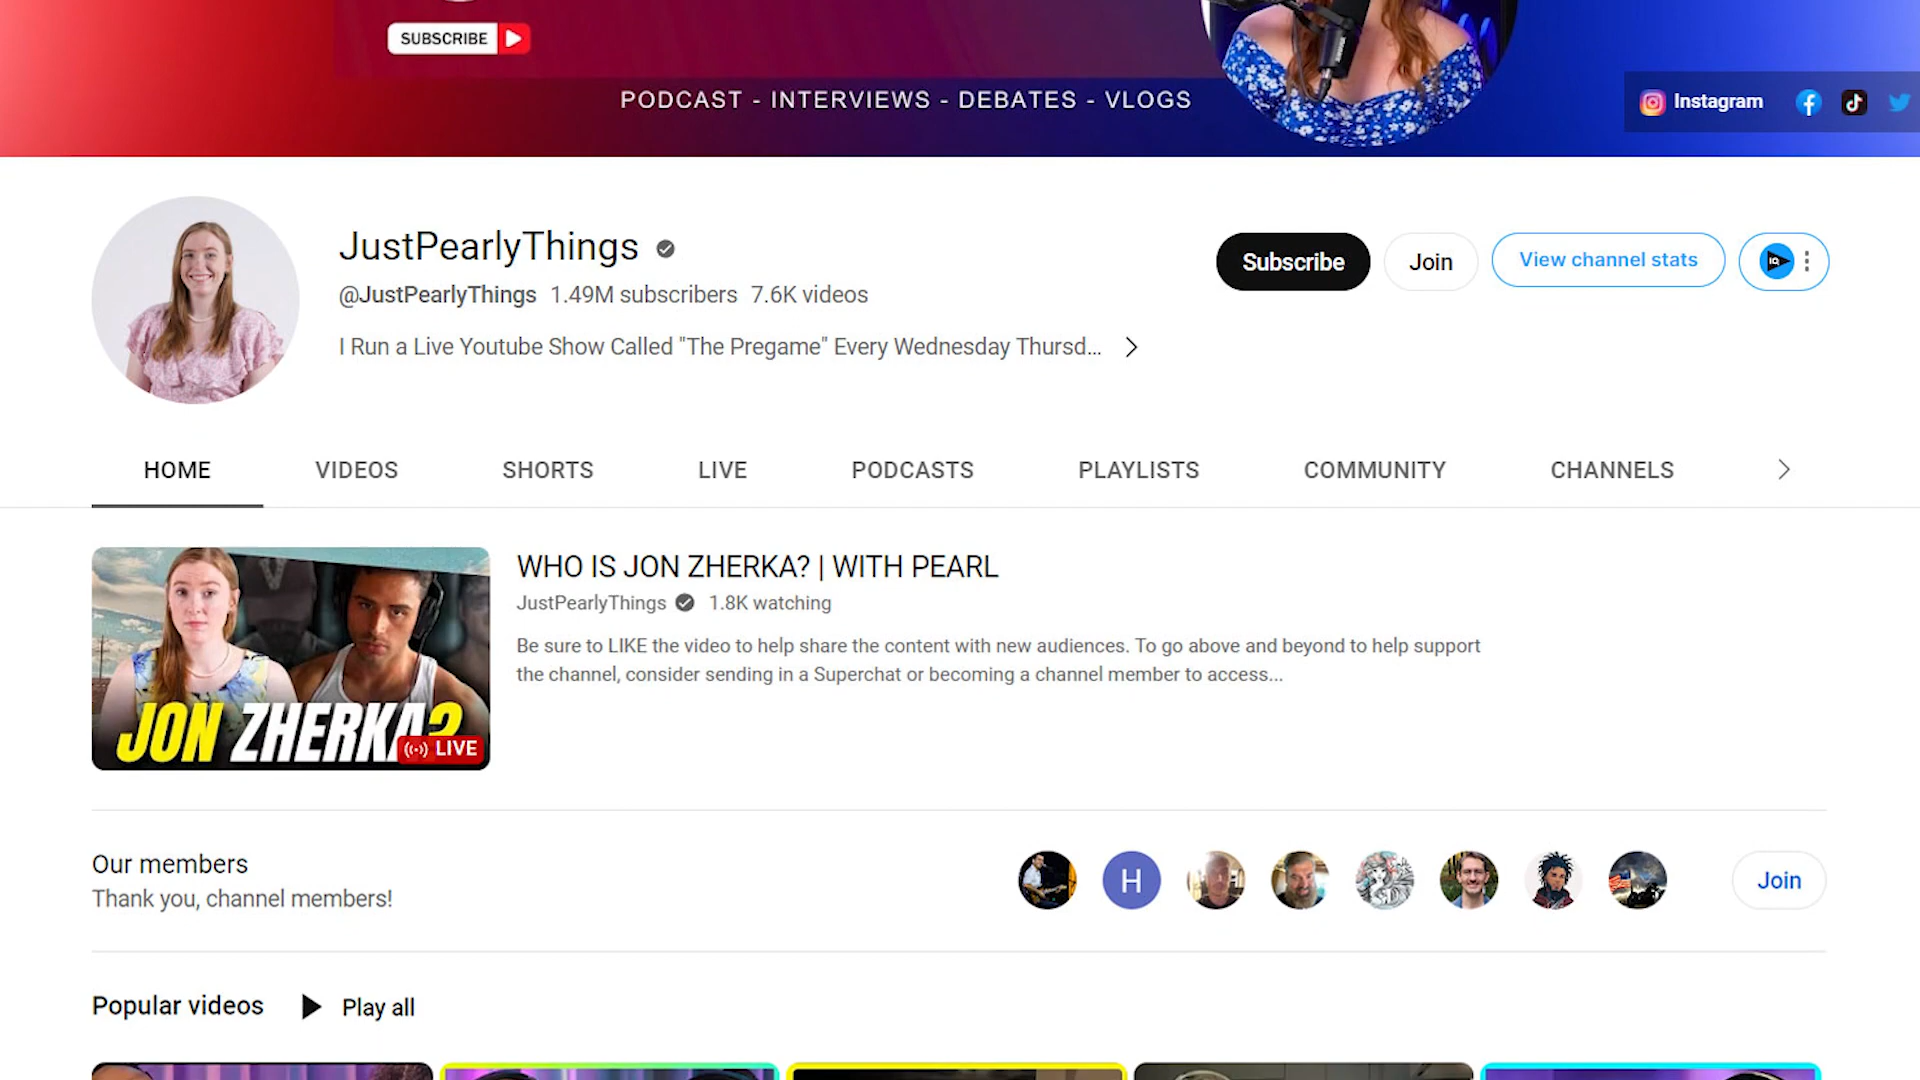 SUBSCRIBE
PODCAST - INTERVIEWS - DEBATES - VLOGS
Instagram
JustPearlyThings
@JustPearlyThings 1.49M subscribers 7.6K videos
I Run a Live Youtube Show Called "The Pregame" Every Wednesday Thursd...
Subscribe
Join
View channel stats
IQ
HOME VIDEOS SHORTS LIVE PODCASTS PLAYLISTS COMMUNITY CHANNELS
JON ZHERKA?
LIVE
WHO IS JON ZHERKA? | WITH PEARL
JustPearlyThings 1.8K watching
Be sure to LIKE the video to help share the content with new audiences. To go above and beyond to help support
the channel, consider sending in a Superchat or becoming a channel member to access...
Our members
Thank you, channel members!
H
Join
Popular videos Play all